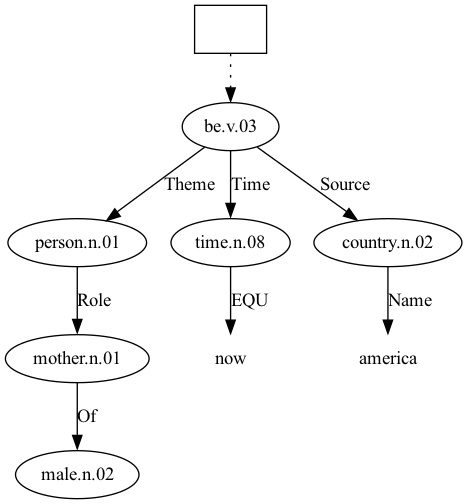 be.v.03
Theme Time Source
person.n.01 time.n.08 country.n.02
Role EQU Name
mother.n.01 now america
Of
male.n.02